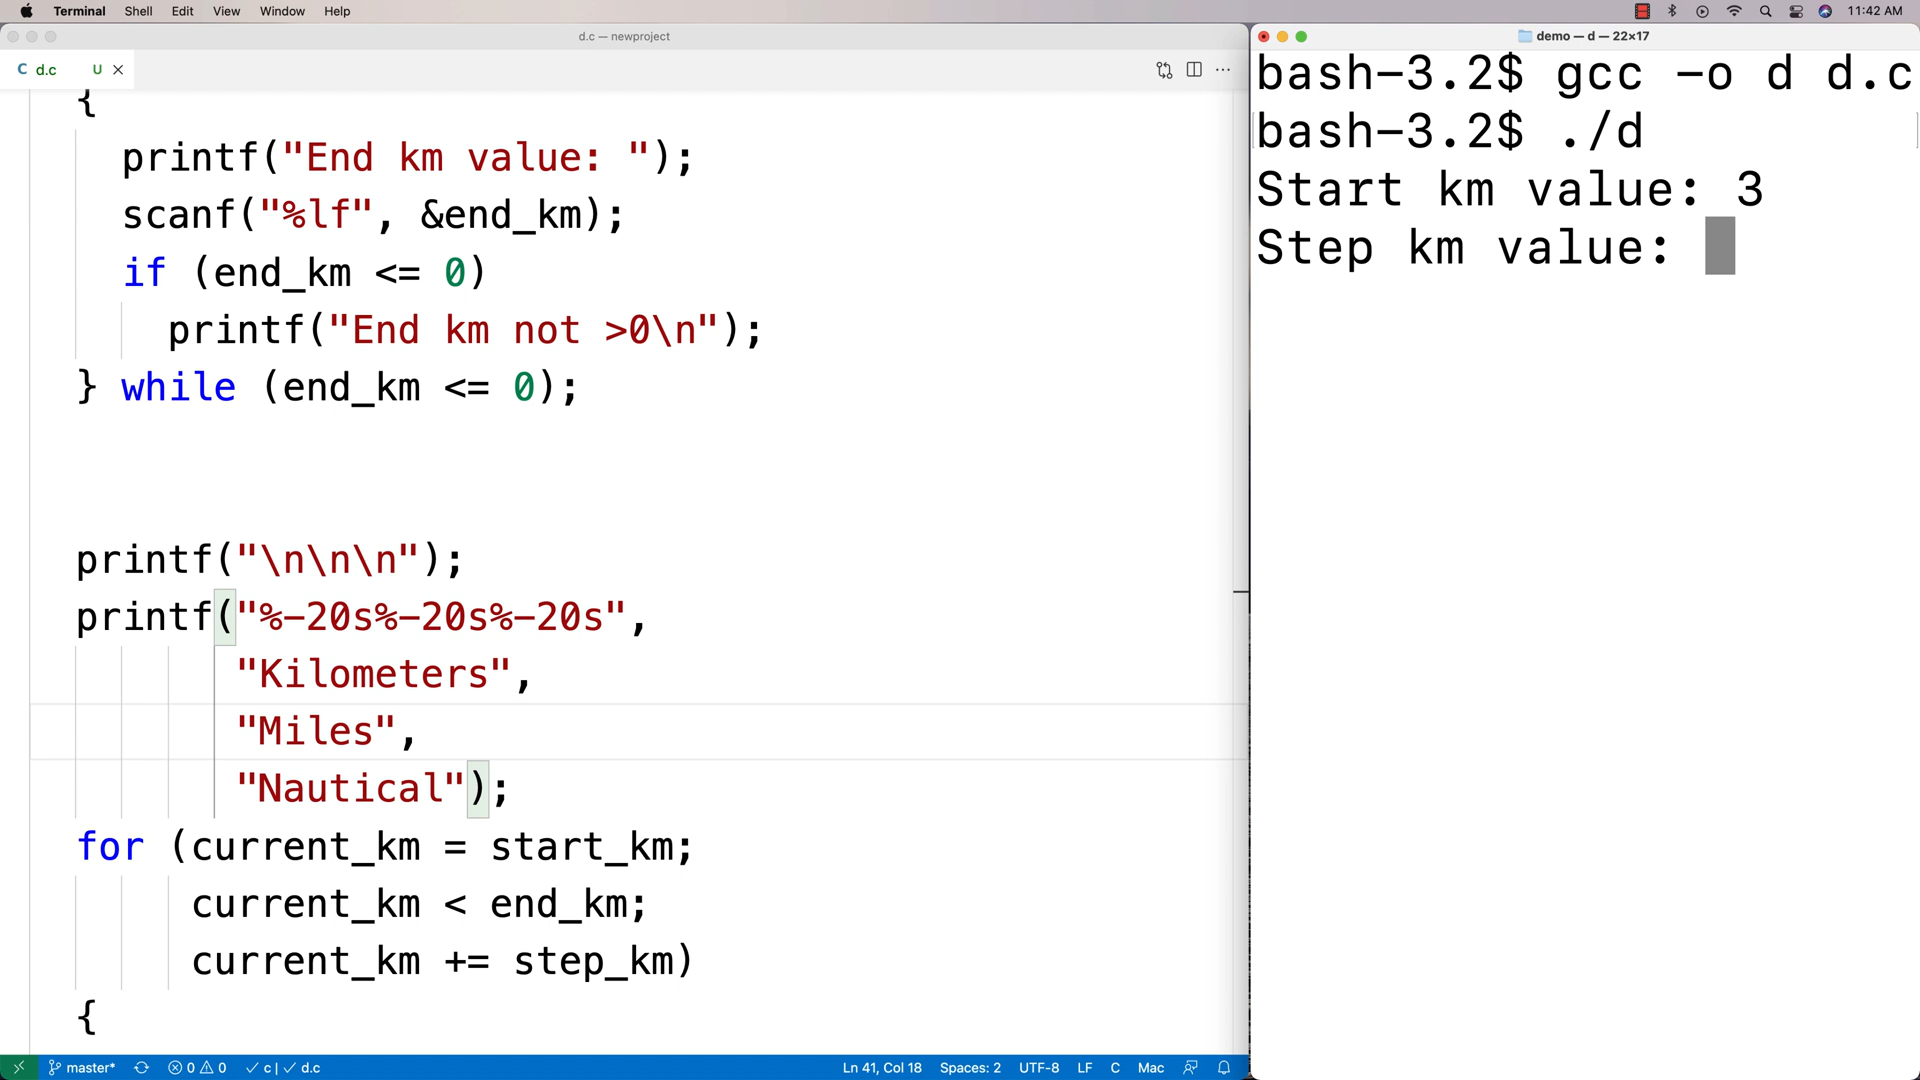 Terminal Shell Edit View Window Help 11:42 AM
d.c — newproject
C d.c U
{
printf("End km value: ");
scanf("%lf", &end_km);
if (end_km <= 0)
printf("End km not >0\n");
} while (end_km <= 0);
printf("\n\n\n");
printf("%-20s%-20s%-20s",
"Kilometers",
"Miles",
"Nautical");
for (current_km = start_km;
current_km < end_km;
current_km += step_km)
{
master* 0 0 c | d.c Ln 41, Col 18 Spaces: 2 UTF-8 LF C Mac
demo — d — 22×17
bash-3.2$ gcc -o d d.c
bash-3.2$ ./d
Start km value: 3
Step km value: